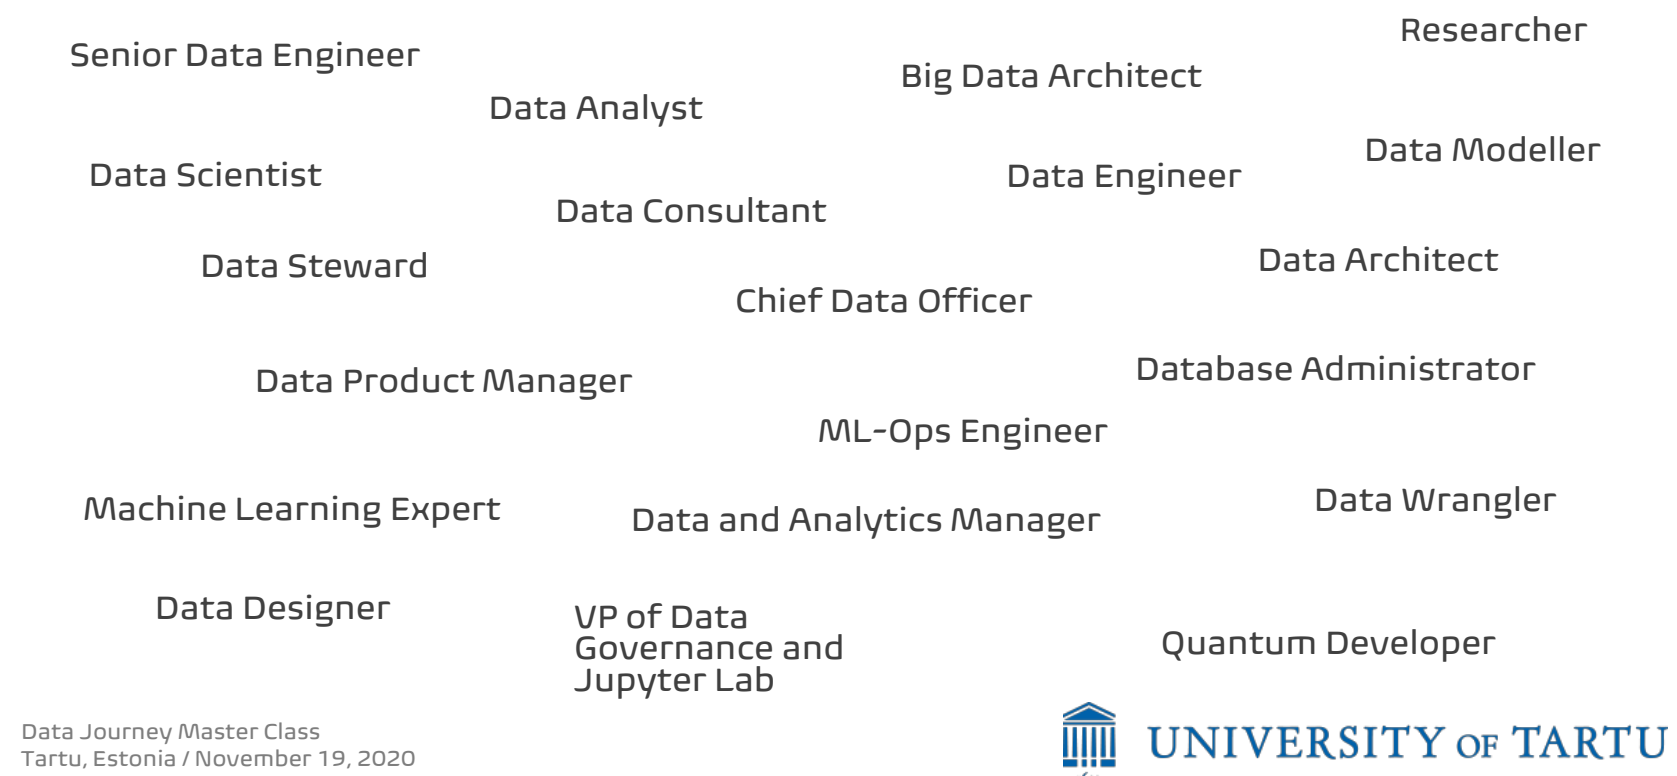 Researcher
Senior Data Engineer
Big Data Architect
Data Analyst
Data Modeller
Data Scientist
Data Engineer
Data Consultant
Data Architect
Data Steward
Chief Data Officer
Database Administrator
Data Product Manager
ML-Ops Engineer
Data Wrangler
Machine Learning Expert
Data and Analytics Manager
Data Designer
VP of Data
Governance and
Jupyter Lab
Quantum Developer
Data Journey Master Class
Tartu, Estonia / November 19, 2020
UNIVERSITY OF TARTU